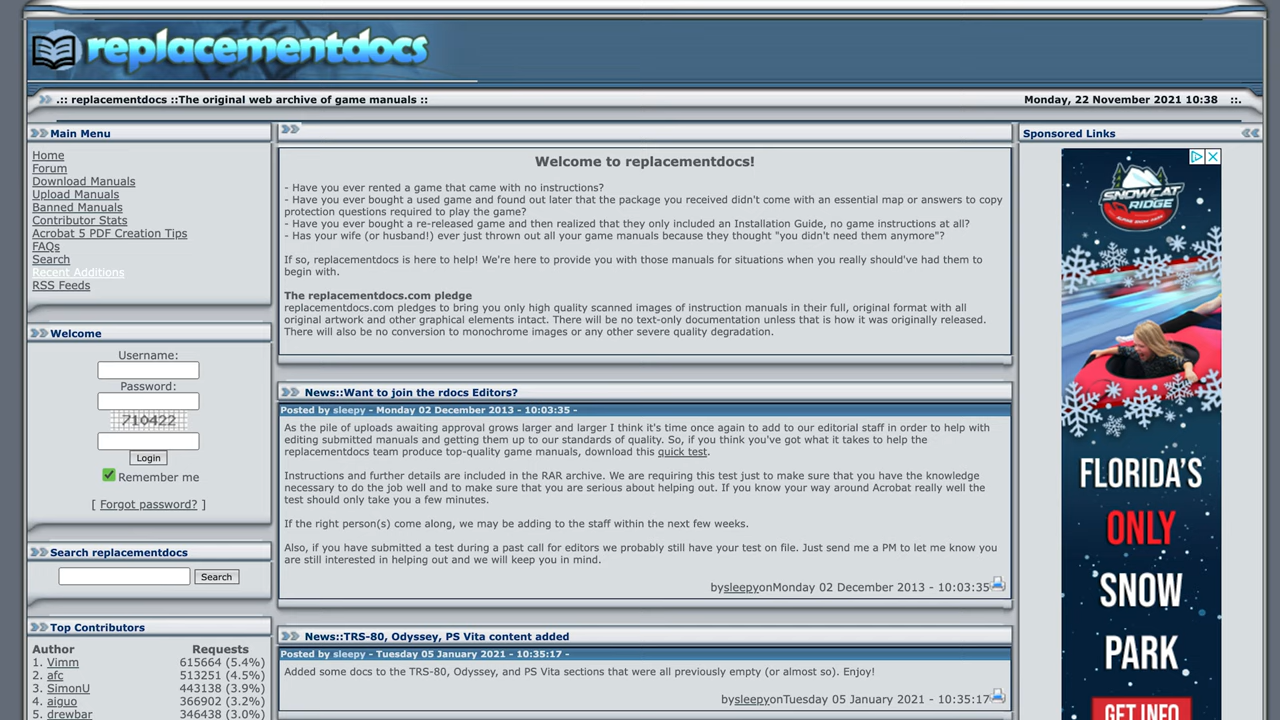 replacementdocs
.:: replacementdocs ::The original web archive of game manuals ::
Monday, 22 November 2021 10:38 ::.
Main Menu
Home
Forum
Download Manuals
Upload Manuals
Banned Manuals
Contributor Stats
Acrobat 5 PDF Creation Tips
FAQs
Search
Recent Additions
RSS Feeds
Welcome
Username:
Password:
710422
Login
Remember me
[ Forgot password? ]
Search replacementdocs
Search
Top Contributors
Author Requests
1. Vimm 615664 (5.4%)
2. afc 513251 (4.5%)
3. SimonU 443138 (3.9%)
4. aiguo 366902 (3.2%)
5. drewbar 346438 (3.0%)
Welcome to replacementdocs!
- Have you ever rented a game that came with no instructions?
- Have you ever bought a used game and found out later that the package you received didn't come with an essential map or answers to copy
protection questions required to play the game?
- Have you ever bought a re-released game and then realized that they only included an Installation Guide, no game instructions at all?
- Has your wife (or husband!) ever just thrown out all your game manuals because they thought "you didn't need them anymore"?
If so, replacementdocs is here to help! We're here to provide you with those manuals for situations when you really should've had them to
begin with.
The replacementdocs.com pledge
replacementdocs.com pledges to bring you only high quality scanned images of instruction manuals in their full, original format with all
original artwork and other graphical elements intact. There will be no text-only documentation unless that is how it was originally released.
There will also be no conversion to monochrome images or any other severe quality degradation.
News::Want to join the rdocs Editors?
Posted by sleepy - Monday 02 December 2013 - 10:03:35 -
As the pile of uploads awaiting approval grows larger and larger I think it's time once again to add to our editorial staff in order to help with
editing submitted manuals and getting them up to our standards of quality. So, if you think you've got what it takes to help the
replacementdocs team produce top-quality game manuals, download this quick test.
Instructions and further details are included in the RAR archive. We are requiring this test just to make sure that you have the knowledge
necessary to do the job well and to make sure that you are serious about helping out. If you know your way around Acrobat really well the
test should only take you a few minutes.
If the right person(s) come along, we may be adding to the staff within the next few weeks.
Also, if you have submitted a test during a past call for editors we probably still have your test on file. Just send me a PM to let me know you
are still interested in helping out and we will keep you in mind.
bysleepyonMonday 02 December 2013 - 10:03:35
News::TRS-80, Odyssey, PS Vita content added
Posted by sleepy - Tuesday 05 January 2021 - 10:35:17 -
Added some docs to the TRS-80, Odyssey, and PS Vita sections that were all previously empty (or almost so). Enjoy!
bysleepyonTuesday 05 January 2021 - 10:35:17
Sponsored Links
SNOWCAT
RIDGE
ALPINE SNOW PARK
FLORIDA'S
ONLY
SNOW
PARK
GET INFO